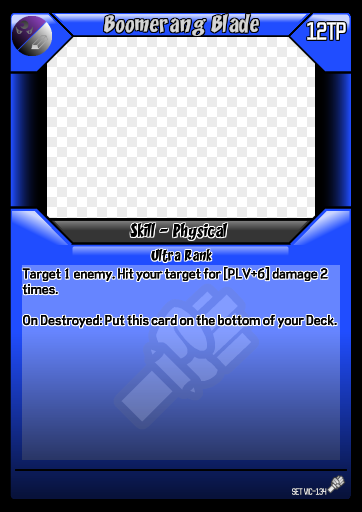 Boomerang Blade
12TP
Skill - Physical
Ultra Rank
Target 1 enemy. Hit your target for [PLV+6] damage 2
times.
On Destroyed: Put this card on the bottom of your Deck.
SET VIC-134